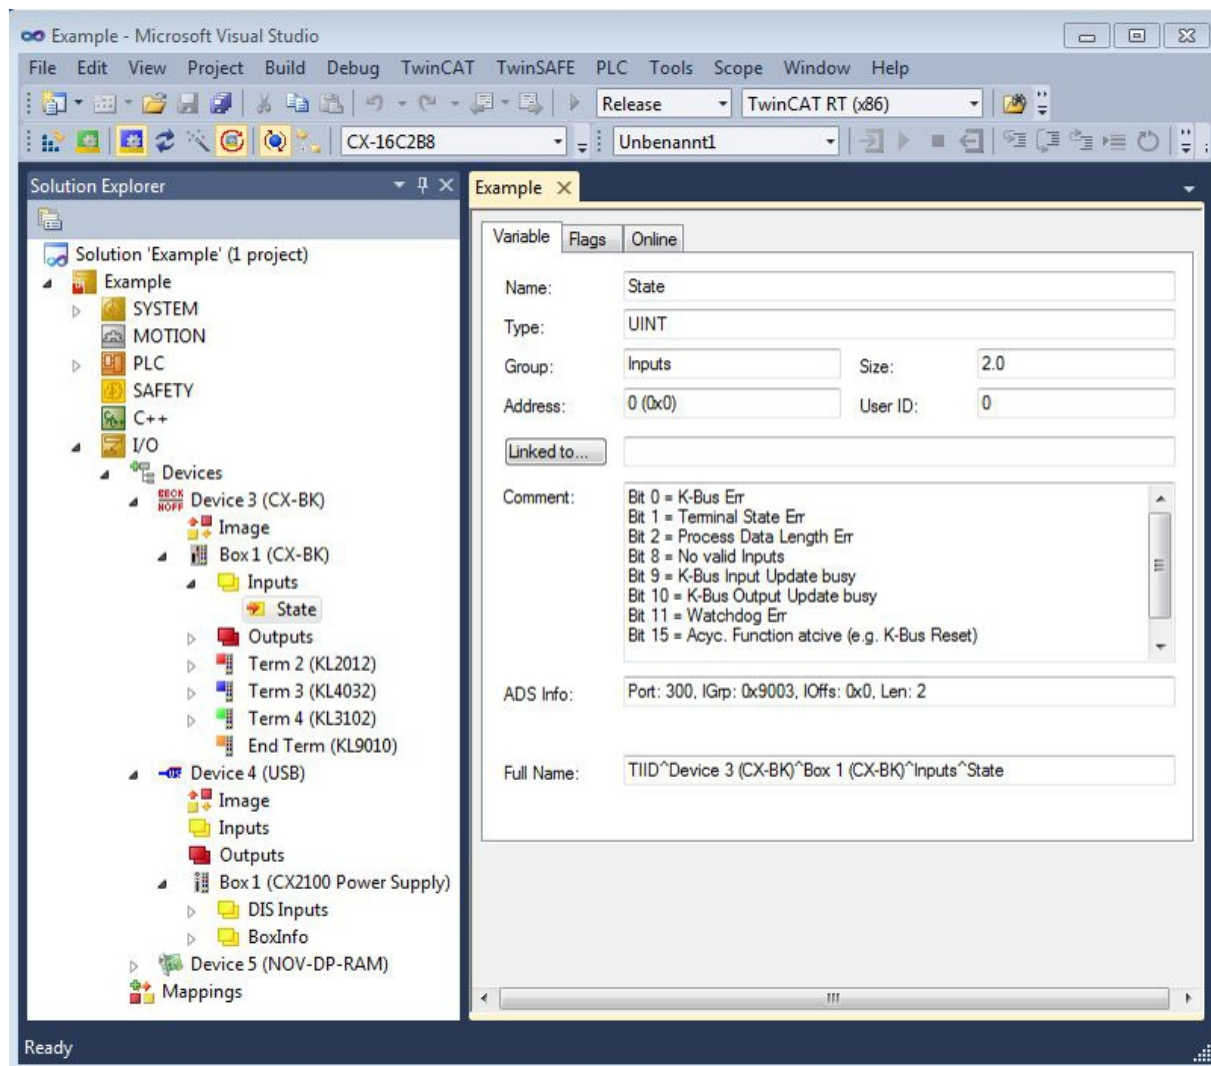 Example - Microsoft Visual Studio
File Edit View Project Build Debug TwinCAT TwinSAFE PLC Tools Scope Window Help
Release TwinCAT RT (x86)
CX-16C2B8 Unbenannt1
Solution Explorer
Solution 'Example' (1 project)
Example
SYSTEM
MOTION
PLC
SAFETY
C++
I/O
Devices
BECK
HOFF
Device 3 (CX-BK)
Image
Box 1 (CX-BK)
Inputs
State
Outputs
Term 2 (KL2012)
Term 3 (KL4032)
Term 4 (KL3102)
End Term (KL9010)
Device 4 (USB)
Image
Inputs
Outputs
Box 1 (CX2100 Power Supply)
DIS Inputs
BoxInfo
Device 5 (NOV-DP-RAM)
Mappings
Example
Variable Flags Online
Name: State
Type: UINT
Group: Inputs Size: 2.0
Address: 0 (0x0) User ID: 0
Linked to...
Comment: Bit 0 = K-Bus Err
Bit 1 = Terminal State Err
Bit 2 = Process Data Length Err
Bit 8 = No valid Inputs
Bit 9 = K-Bus Input Update busy
Bit 10 = K-Bus Output Update busy
Bit 11 = Watchdog Err
Bit 15 = Acyc. Function atcive (e.g. K-Bus Reset)
ADS Info: Port: 300, IGrp: 0x9003, IOffs: 0x0, Len: 2
Full Name: TIID^Device 3 (CX-BK)^Box 1 (CX-BK)^Inputs^State
Ready